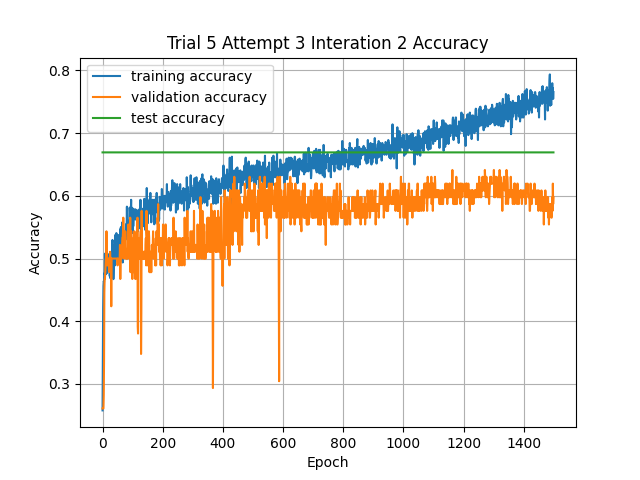 Trial 5 Attempt 3 Interation 2 Accuracy
training accuracy
validation accuracy
test accuracy
0.8
0.7
0.6
0.5
0.4
0.3
Accuracy
0 200 400 600 800 1000 1200 1400
Epoch